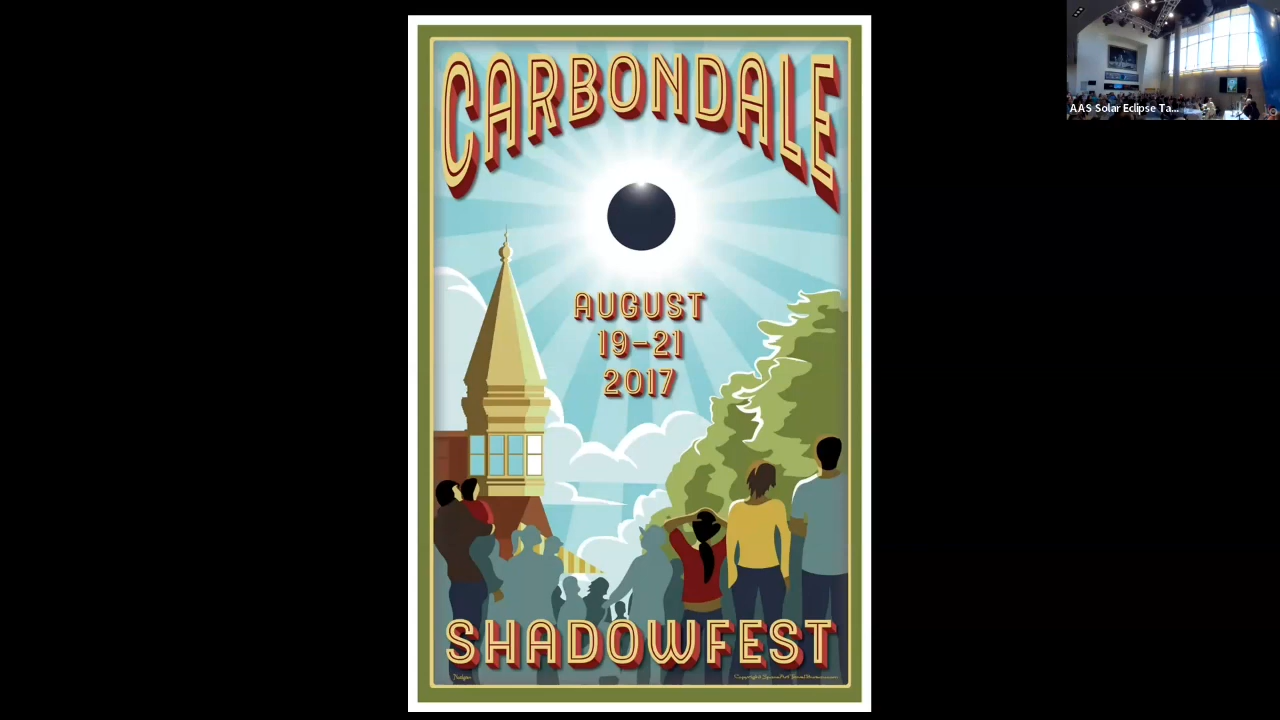 CARBONDALE
AUGUST
19-21
2017
SHADOWFEST
AAS Solar Eclipse Ta...